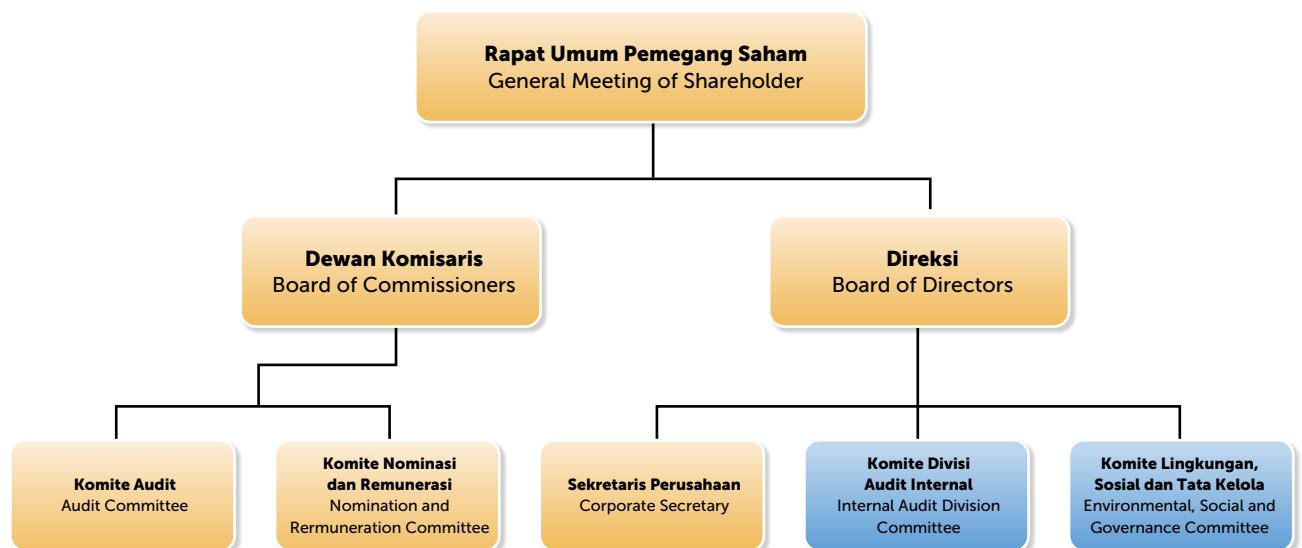 Rapat Umum Pemegang Saham
General Meeting of Shareholder
Dewan Komisaris
Board of Commissioners
Direksi
Board of Directors
Komite Audit
Audit Committee
Komite Nominasi
dan Remunerasi
Nomination and
Rermuneration Committee
Sekretaris Perusahaan
Corporate Secretary
Komite Divisi
Audit Internal
Internal Audit Division
Committee
Komite Lingkungan,
Sosial dan Tata Kelola
Environmental, Social and
Governance Committee